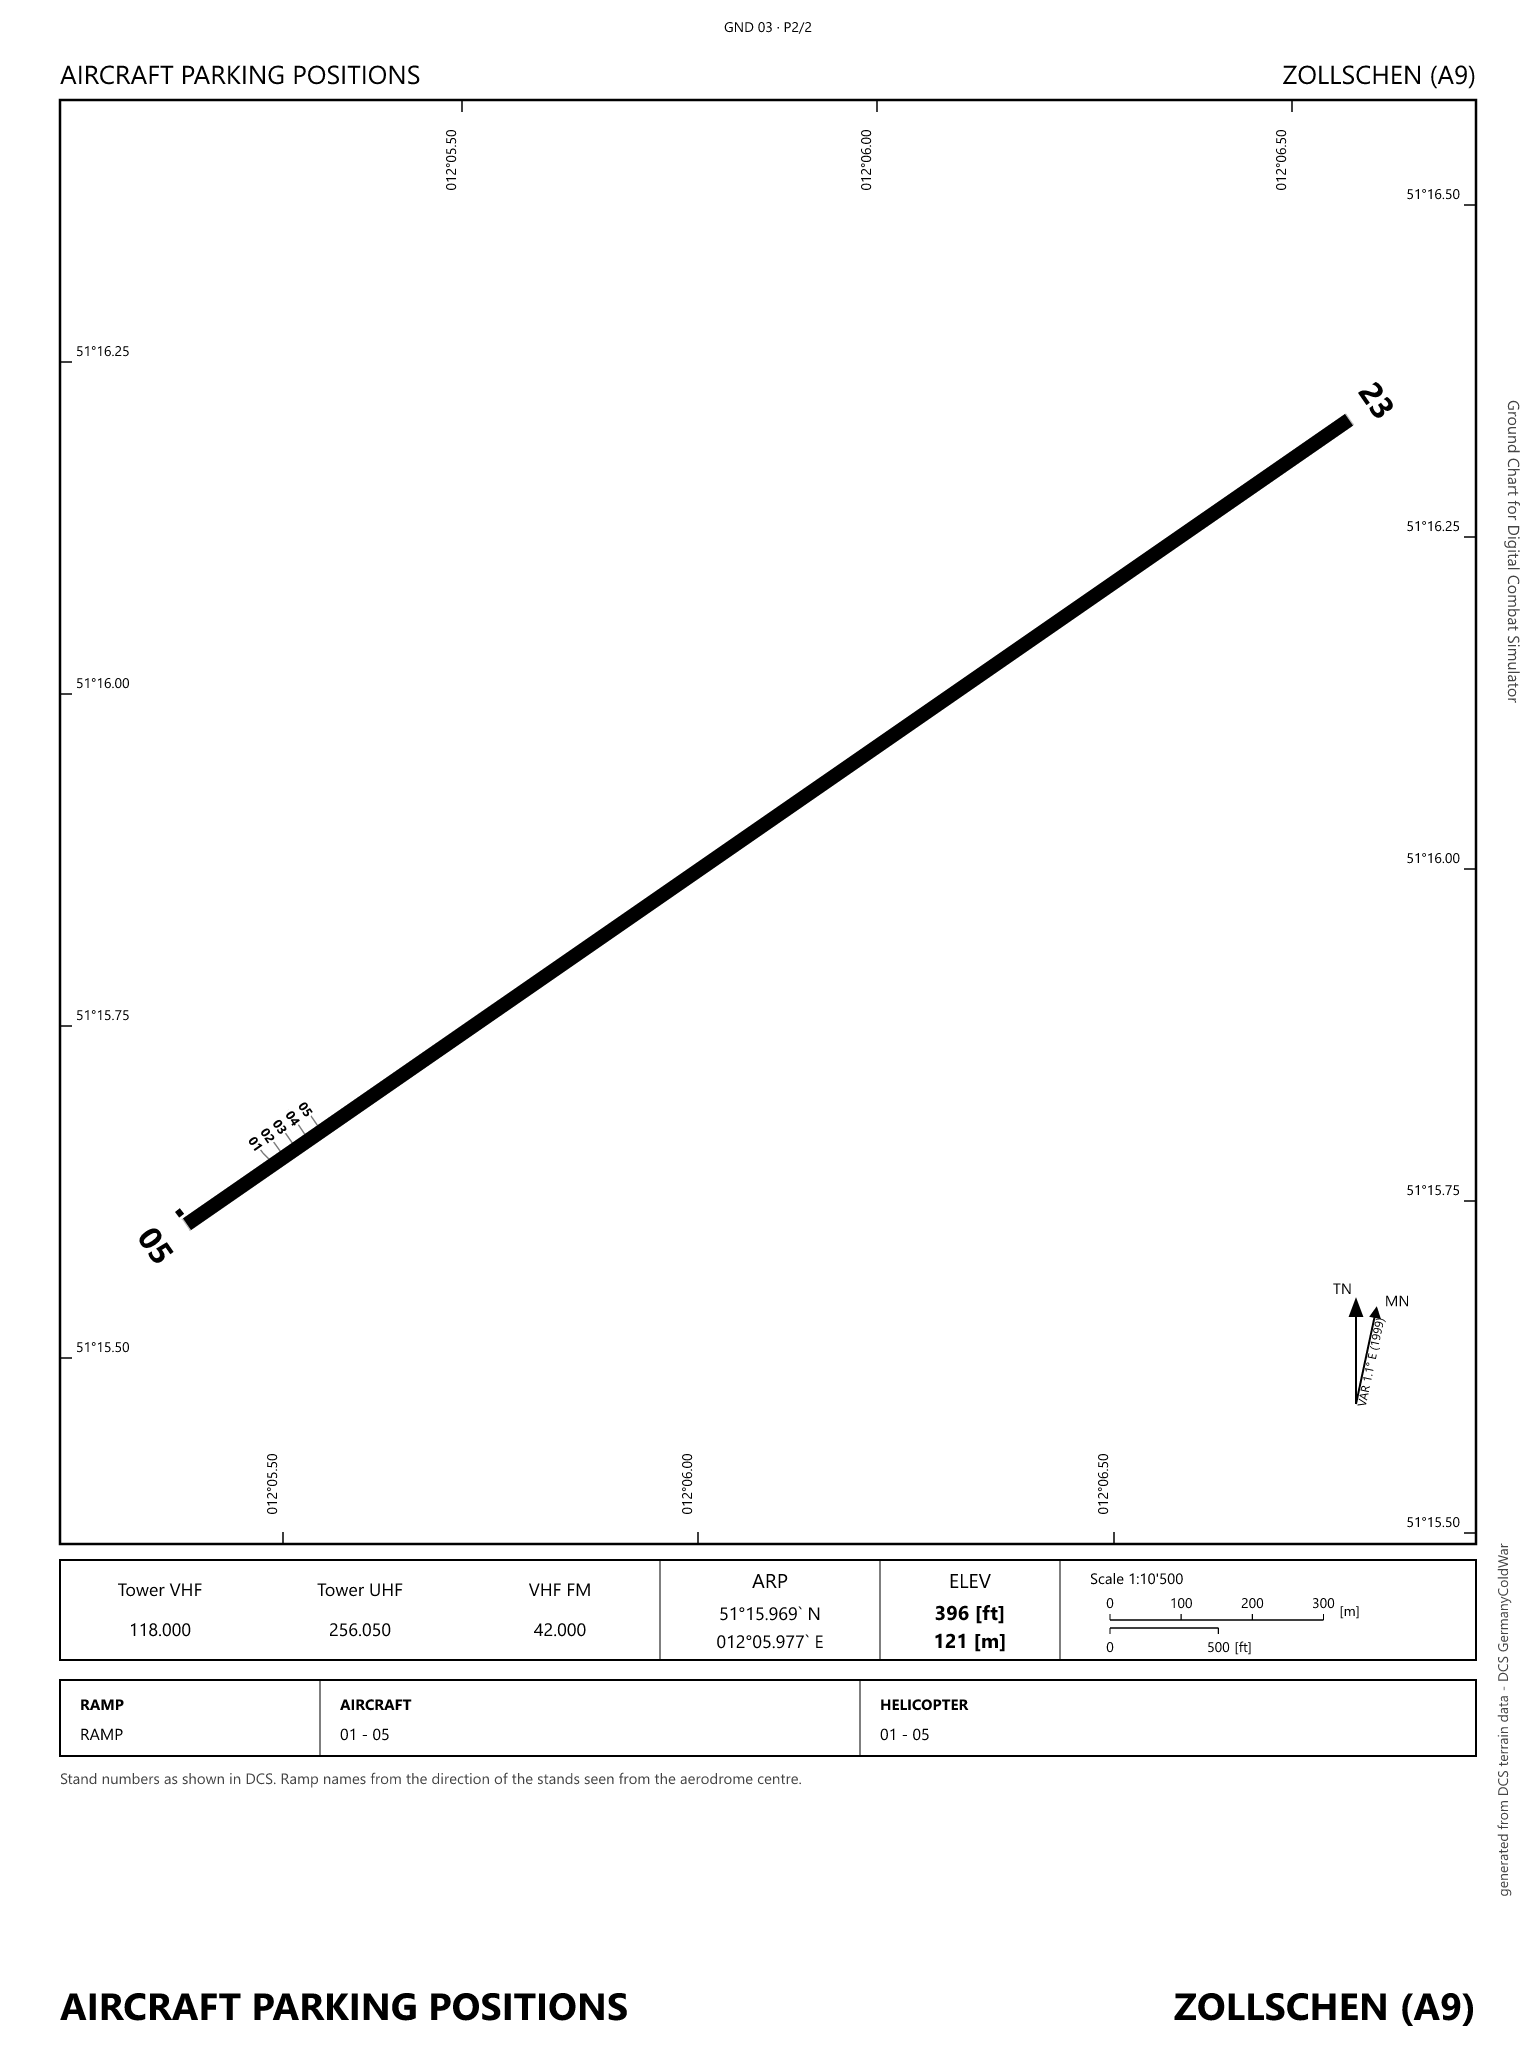 GND 03 · P2/2
AIRCRAFT PARKING POSITIONS
ZOLLSCHEN (A9)
012°05.50
012°06.00
012°06.50
51°16.50
51°16.25
23
51°16.25
51°16.00
51°16.00
51°15.75
05
04
03
02
01
51°15.75
05
TN
MN
VAR 1.1° E (1999)
51°15.50
012°05.50
012°06.00
012°06.50
51°15.50
Ground Chart for Digital Combat Simulator
Tower VHF
118.000
Tower UHF
256.050
VHF FM
42.000
ARP
51°15.969` N
012°05.977` E
ELEV
396 [ft]
121 [m]
Scale 1:10'500
0 100 200 300 [m]
0 500 [ft]
RAMP
RAMP
AIRCRAFT
01 - 05
HELICOPTER
01 - 05
Stand numbers as shown in DCS. Ramp names from the direction of the stands seen from the aerodrome centre.
generated from DCS terrain data - DCS GermanyColdWar
AIRCRAFT PARKING POSITIONS
ZOLLSCHEN (A9)